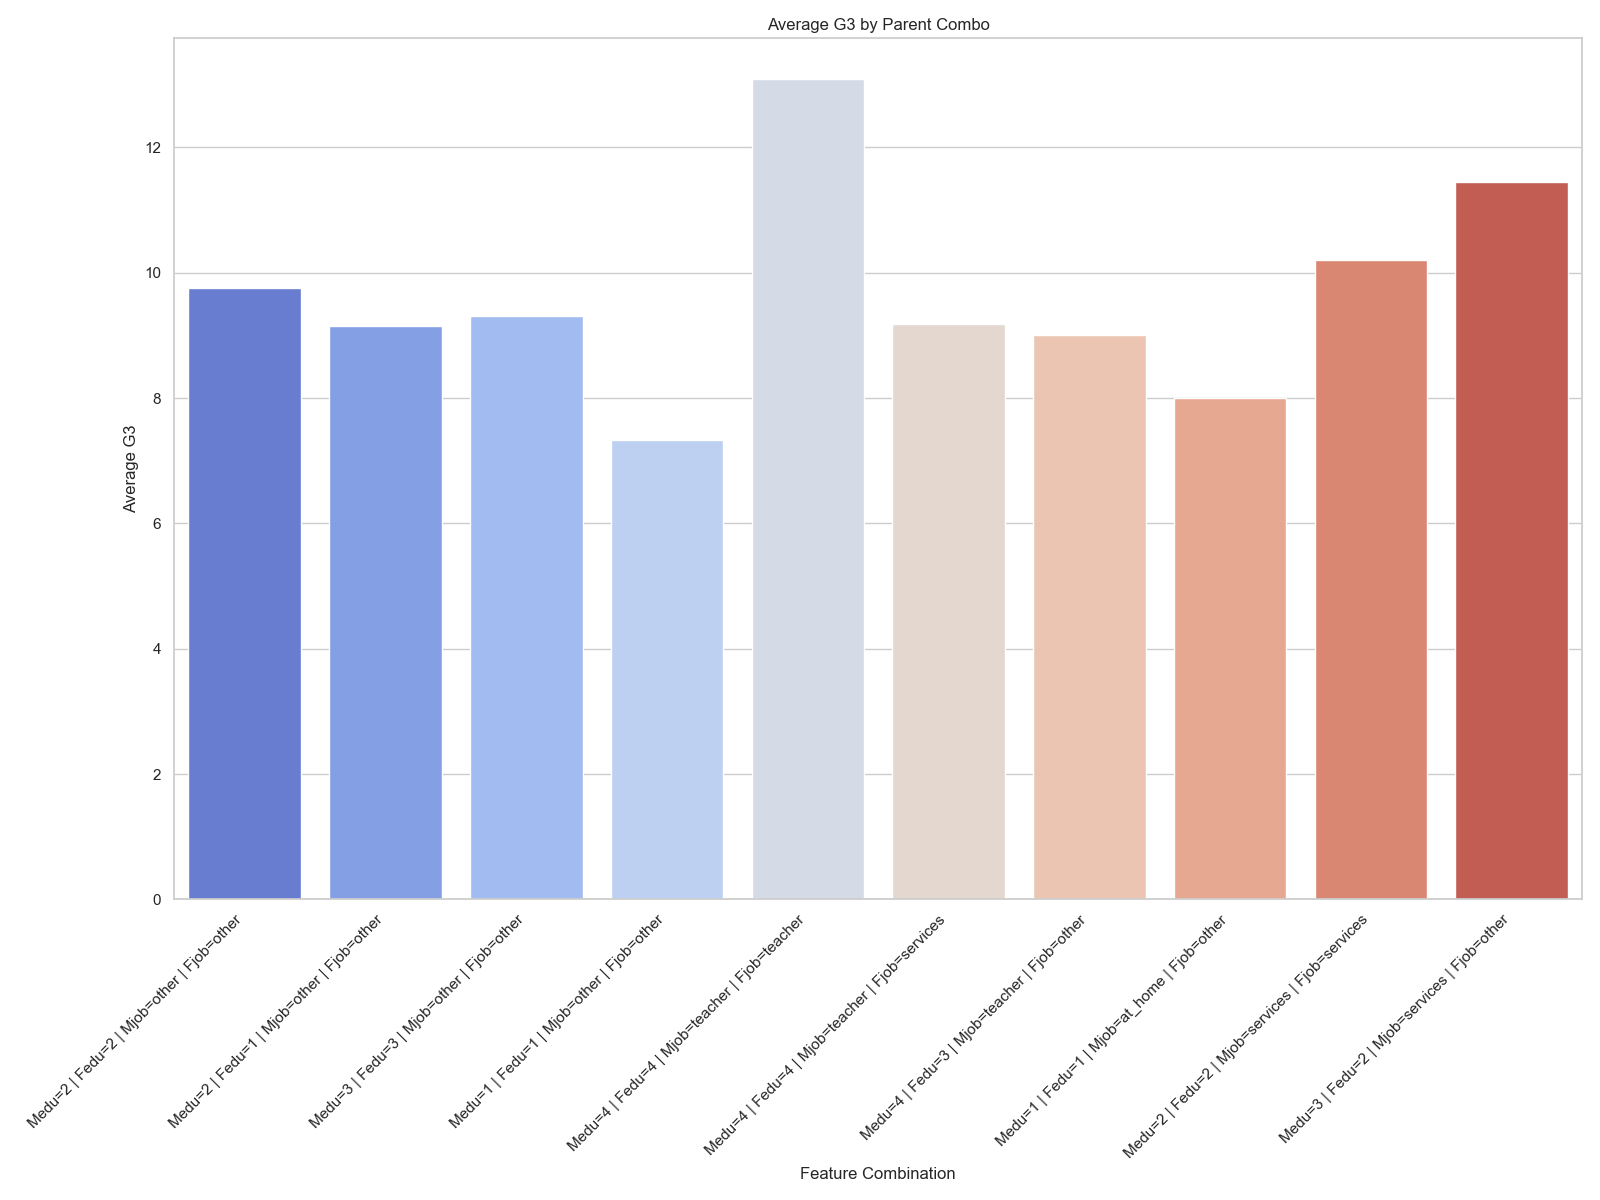 Average G3 by Parent Combo
Average G3
12
10
8
6
4
2
0
Medu=2 | Fedu=2 | Mjob=other | Fjob=other
Medu=2 | Fedu=1 | Mjob=other | Fjob=other
Medu=3 | Fedu=3 | Mjob=other | Fjob=other
Medu=1 | Fedu=1 | Mjob=other | Fjob=other
Medu=4 | Fedu=4 | Mjob=teacher | Fjob=teacher
Medu=4 | Fedu=4 | Mjob=teacher | Fjob=services
Medu=4 | Fedu=3 | Mjob=teacher | Fjob=other
Medu=1 | Fedu=1 | Mjob=at_home | Fjob=other
Medu=2 | Fedu=2 | Mjob=services | Fjob=services
Medu=3 | Fedu=2 | Mjob=services | Fjob=other
Feature Combination